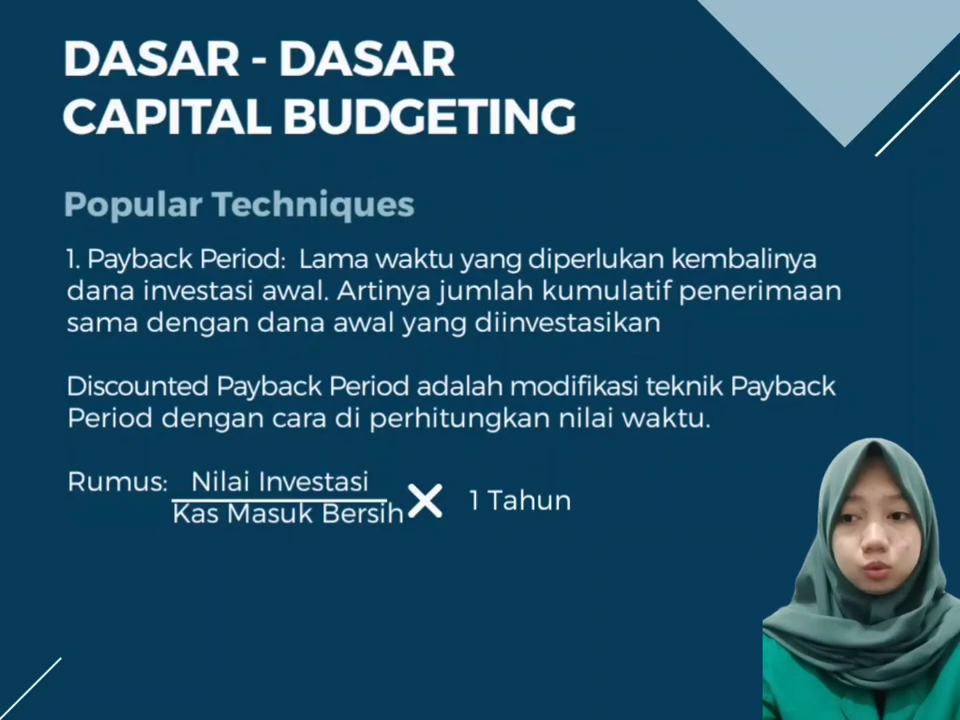 DASAR - DASAR
CAPITAL BUDGETING
Popular Techniques
1. Payback Period: Lama waktu yang diperlukan kembalinya
dana investasi awal. Artinya jumlah kumulatif penerimaan
sama dengan dana awal yang diinvestasikan
Discounted Payback Period adalah modifikasi teknik Payback
Period dengan cara di perhitungkan nilai waktu.
Rumus: Nilai Investasi
Kas Masuk Bersih × 1 Tahun